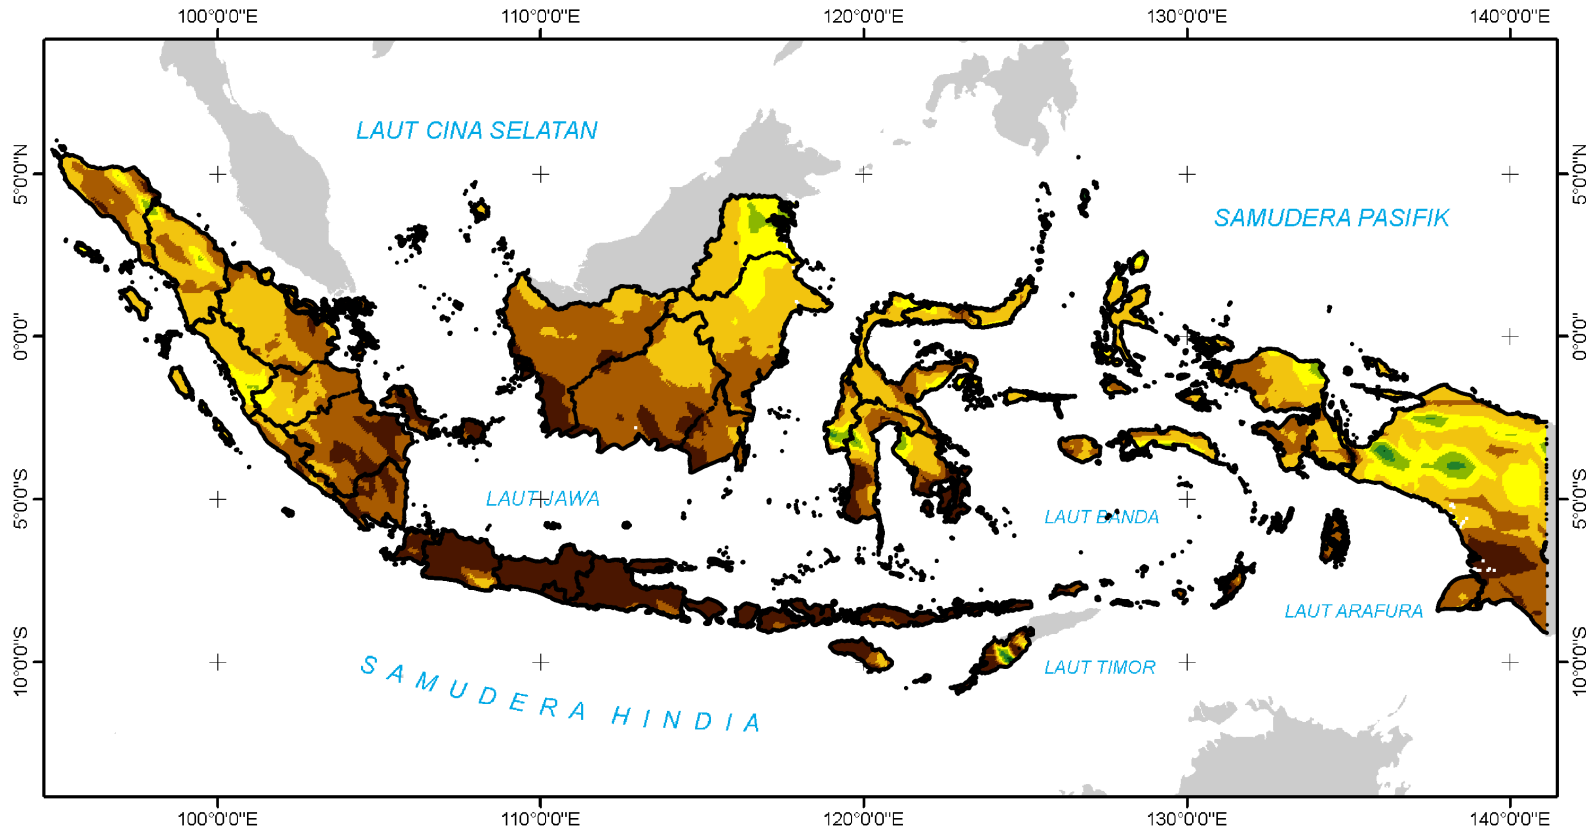 100°0'0"E 110°0'0"E 120°0'0"E 130°0'0"E 140°0'0"E
LAUT CINA SELATAN
5°0'0"N 5°0'0"N
SAMUDERA PASIFIK
0°0'0" 0°0'0"
LAUT JAWA
5°0'0"S 5°0'0"S
LAUT BANDA
LAUT ARAFURA
10°0'0"S 10°0'0"S
LAUT TIMOR
SAMUDERA HINDIA
100°0'0"E 110°0'0"E 120°0'0"E 130°0'0"E 140°0'0"E